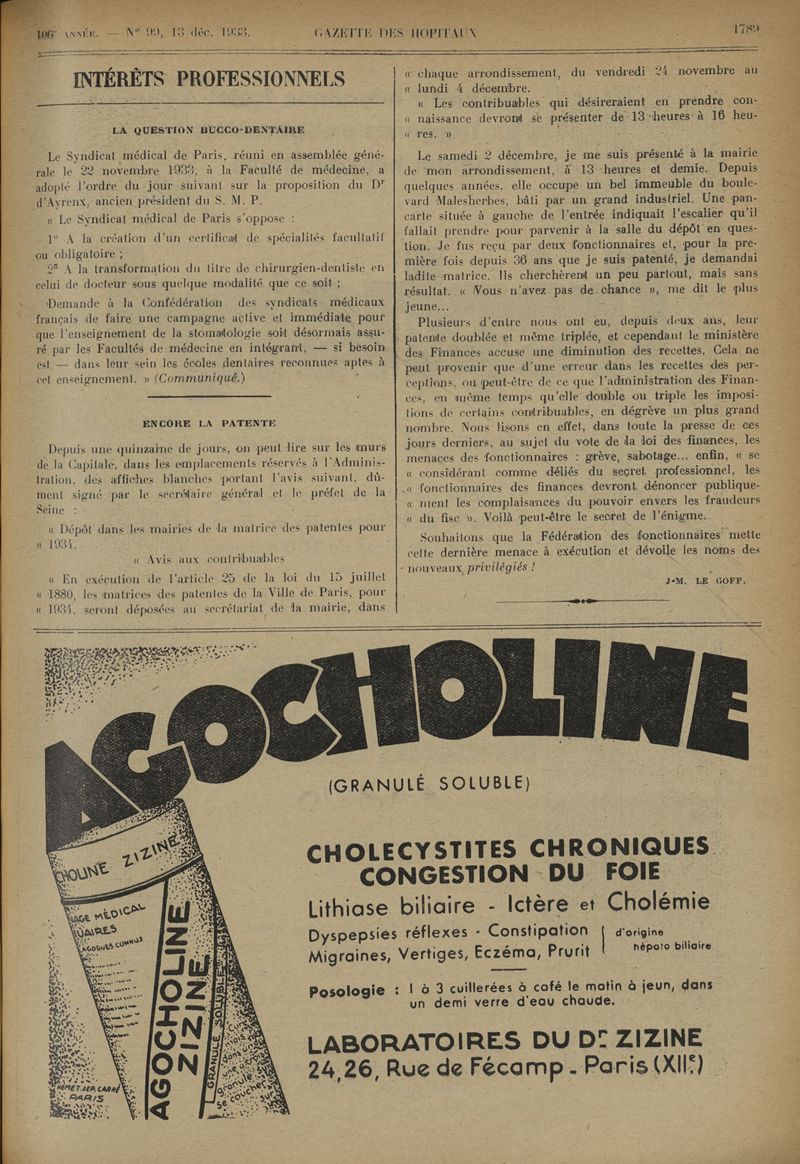 106e ANNÉE. — N° 99, 13 déc. 1933.
GAZETTE DES HOPITAUX
1789
INTÉRÊTS PROFESSIONNELS
LA QUESTION BUCCO-DENTAIRE
Le Syndicat médical de Paris, réuni en assemblée géné-
rale le 22 novembre 1933, à la Faculté de médecine, a
adopté l'ordre du jour suivant sur la proposition du Dr
d'Ayrenx, ancien président du S. M. P.
« Le Syndicat médical de Paris s'oppose :
1° A la création d'un certificat de spécialités facultatif
ou obligatoire ;
2° A la transformation du titre de chirurgien-dentiste en
celui de docteur sous quelque modalité que ce soit ;
Demande à la Confédération des syndicats médicaux
français de faire une campagne active et immédiate pour
que l'enseignement de la stomatologie soit désormais assu-
ré par les Facultés de médecine en intégrant, — si besoin
est — dans leur sein les écoles dentaires reconnues aptes à
cet enseignement. » (Communiqué.)
ENCORE LA PATENTE
Depuis une quinzaine de jours, on peut lire sur les murs
de la Capitale, dans les emplacements réservés à l'Adminis-
tration, des affiches blanches portant l'avis suivant, dû-
ment signé par le secrétaire général et le préfet de la
Seine :
« Dépôt dans les mairies de la matrice des patentes pour
« 1934.
« Avis aux contribuables
« En exécution de l'article 25 de la loi du 15 juillet
« 1880, les matrices des patentes de la Ville de Paris, pour
« 1934, seront déposées au secrétariat de la mairie, dans
« chaque arrondissement, du vendredi 24 novembre au
« lundi 4 décembre.
« Les contribuables qui désireraient en prendre con-
« naissance devront se présenter de 13 heures à 16 heu-
« res. »
Le samedi 2 décembre, je me suis présenté à la mairie
de mon arrondissement, à 13 heures et demie. Depuis
quelques années, elle occupe un bel immeuble du boule-
vard Malesherbes, bâti par un grand industriel. Une pan-
carte située à gauche de l'entrée indiquait l'escalier qu'il
fallait prendre pour parvenir à la salle du dépôt en ques-
tion. Je fus reçu par deux fonctionnaires et, pour la pre-
mière fois depuis 36 ans que je suis patenté, je demandai
ladite matrice. Ils cherchèrent un peu partout, mais sans
résultat. « Vous n'avez pas de chance », me dit le plus
jeune...
Plusieurs d'entre nous ont eu, depuis deux ans, leur
patente doublée et même triplée, et cependant le ministère
des Finances accuse une diminution des recettes. Cela ne
peut provenir que d'une erreur dans les recettes des per-
ceptions, ou peut-être de ce que l'administration des Finan-
ces, en même temps qu'elle double ou triple les imposi-
tions de certains contribuables, en dégrève un plus grand
nombre. Nous lisons en effet, dans toute la presse de ces
jours derniers, au sujet du vote de la loi des finances, les
menaces des fonctionnaires : grève, sabotage... enfin, « se
« considérant comme déliés du secret professionnel, les
« fonctionnaires des finances devront dénoncer publique-
« ment les complaisances du pouvoir envers les fraudeurs
« du fisc ». Voilà peut-être le secret de l'énigme.
Souhaitons que la Fédération des fonctionnaires mette
cette dernière menace à exécution et dévoile les noms des
nouveaux privilégiés !
J-M. LE GOFF.
AGOCHOLINE
(GRANULÉ SOLUBLE)
CHOLECYSTITES CHRONIQUES
CONGESTION DU FOIE
Lithiase biliaire - Ictère et Cholémie
Dyspepsies réflexes - Constipation
Migraines, Vertiges, Eczéma, Prurit
d'origine
hépato biliaire
Posologie : 1 à 3 cuillerées à café le matin à jeun, dans
un demi verre d'eau chaude.
LABORATOIRES DU Dr ZIZINE
24,26, Rue de Fécamp - Paris (XIIe)
CHOLINE ZIZINE
AGE MÉDICAL
AGOCHOLINE
ZIZINE
GRANULÉ SOLUBLE
PARIS